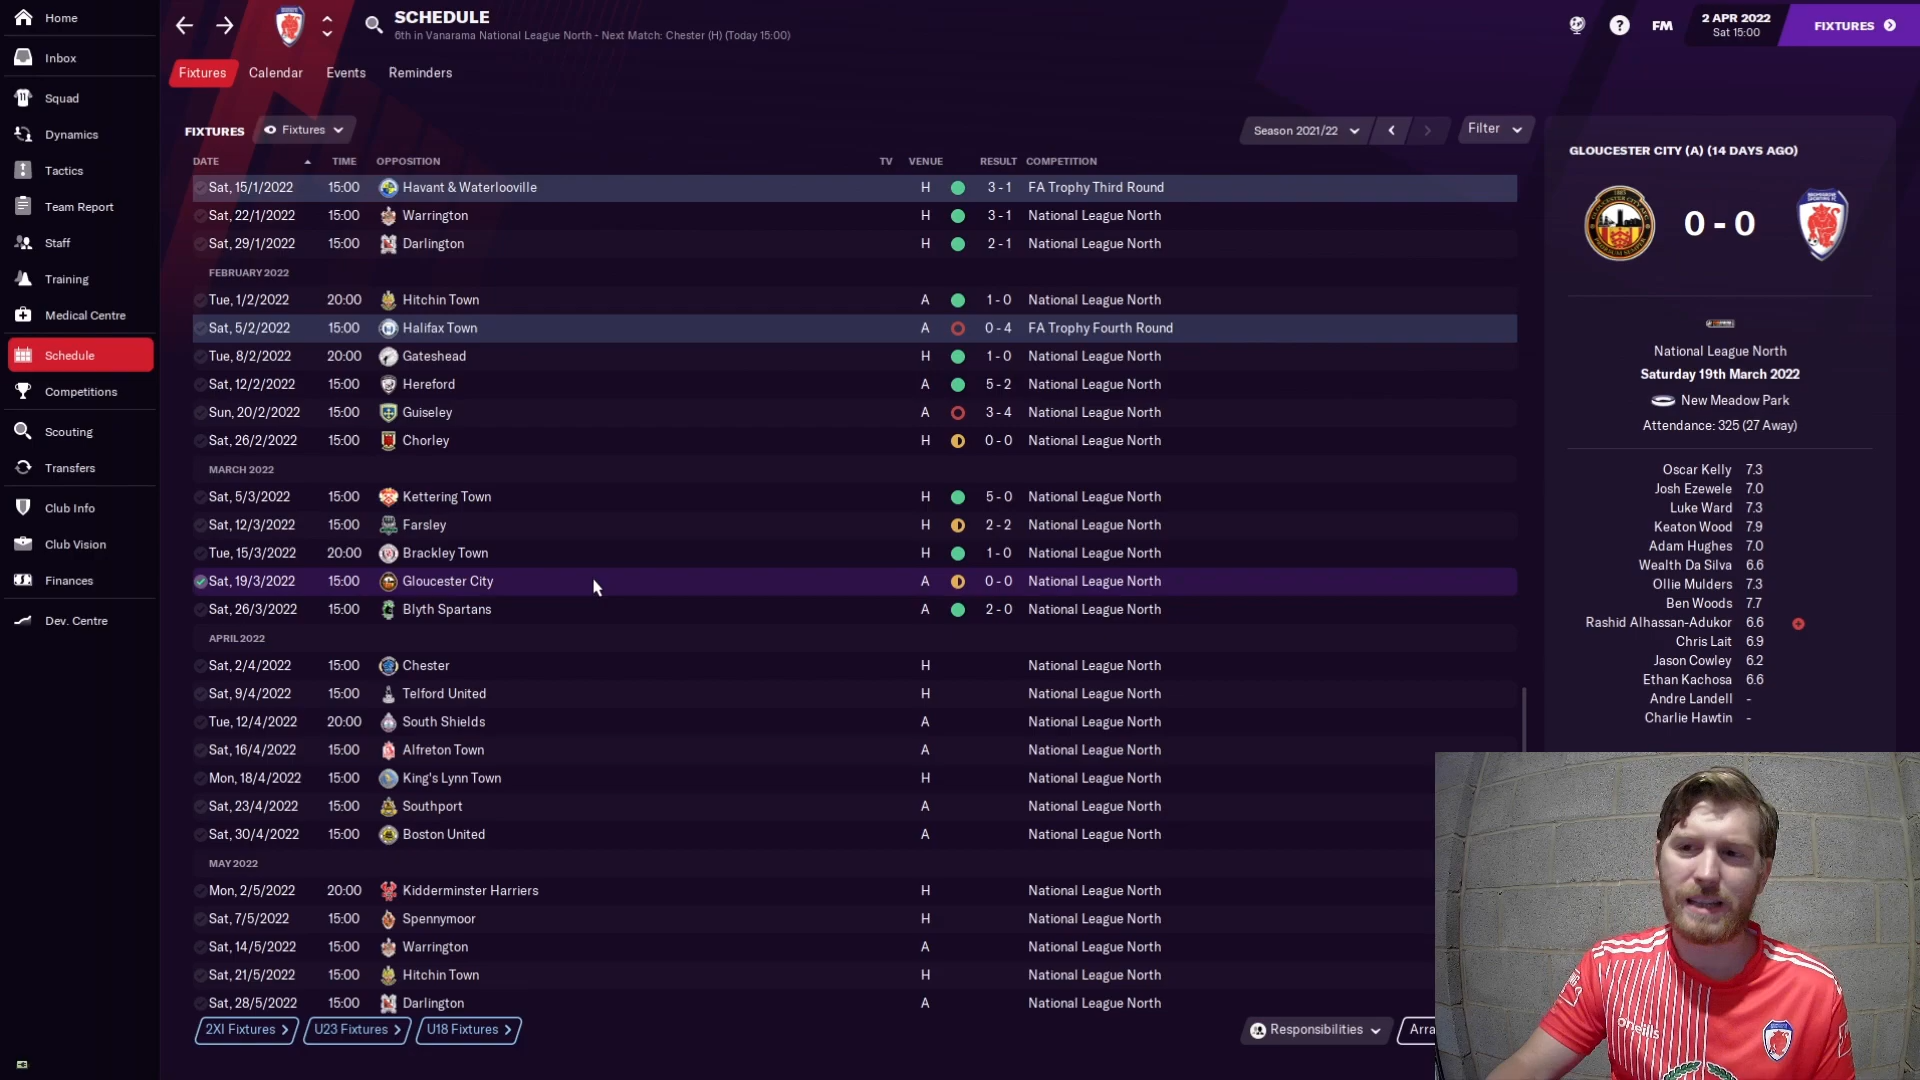 Home
Inbox
Squad
Dynamics
Tactics
Team Report
Staff
Training
Medical Centre
Schedule
Competitions
Scouting
Transfers
Club Info
Club Vision
Finances
Dev. Centre
SCHEDULE
6th in Vanarama National League North - Next Match: Chester (H) (Today 15:00)
FM
2 APR 2022
Sat 15:00
FIXTURES
Fixtures Calendar Events Reminders
FIXTURES Fixtures
Season 2021/22 Filter
DATE TIME OPPOSITION TV VENUE RESULT COMPETITION
Sat, 15/1/2022 15:00 Havant & Waterlooville H 3 - 1 FA Trophy Third Round
Sat, 22/1/2022 15:00 Warrington H 3 - 1 National League North
Sat, 29/1/2022 15:00 Darlington H 2 - 1 National League North
FEBRUARY 2022
Tue, 1/2/2022 20:00 Hitchin Town A 1 - 0 National League North
Sat, 5/2/2022 15:00 Halifax Town A 0 - 4 FA Trophy Fourth Round
Tue, 8/2/2022 20:00 Gateshead H 1 - 0 National League North
Sat, 12/2/2022 15:00 Hereford A 5 - 2 National League North
Sun, 20/2/2022 15:00 Guiseley A 3 - 4 National League North
Sat, 26/2/2022 15:00 Chorley H 0 - 0 National League North
MARCH 2022
Sat, 5/3/2022 15:00 Kettering Town H 5 - 0 National League North
Sat, 12/3/2022 15:00 Farsley H 2 - 2 National League North
Tue, 15/3/2022 20:00 Brackley Town H 1 - 0 National League North
Sat, 19/3/2022 15:00 Gloucester City A 0 - 0 National League North
Sat, 26/3/2022 15:00 Blyth Spartans A 2 - 0 National League North
APRIL 2022
Sat, 2/4/2022 15:00 Chester H National League North
Sat, 9/4/2022 15:00 Telford United H National League North
Tue, 12/4/2022 20:00 South Shields A National League North
Sat, 16/4/2022 15:00 Alfreton Town A National League North
Mon, 18/4/2022 15:00 King's Lynn Town H National League North
Sat, 23/4/2022 15:00 Southport A National League North
Sat, 30/4/2022 15:00 Boston United A National League North
MAY 2022
Mon, 2/5/2022 20:00 Kidderminster Harriers H National League North
Sat, 7/5/2022 15:00 Spennymoor H National League North
Sat, 14/5/2022 15:00 Warrington A National League North
Sat, 21/5/2022 15:00 Hitchin Town H National League North
Sat, 28/5/2022 15:00 Darlington A National League North
2XI Fixtures U23 Fixtures U18 Fixtures
Responsibilities Arra
GLOUCESTER CITY (A) (14 DAYS AGO)
0 - 0
National League North
Saturday 19th March 2022
New Meadow Park
Attendance: 325 (27 Away)
Oscar Kelly 7.3
Josh Ezewele 7.0
Luke Ward 7.3
Keaton Wood 7.9
Adam Hughes 7.0
Wealth Da Silva 6.6
Ollie Mulders 7.3
Ben Woods 7.7
Rashid Alhassan-Adukor 6.6
Chris Lait 6.9
Jason Cowley 6.2
Ethan Kachosa 6.6
Andre Landell -
Charlie Hawtin -
oneills